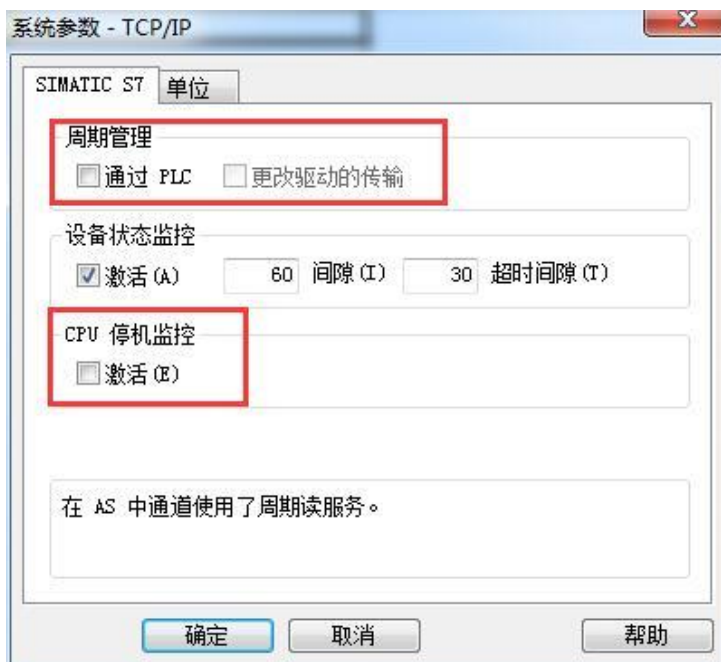 系统参数 - TCP/IP
SIMATIC S7 单位
周期管理
通过 PLC 更改驱动的传输
设备状态监控
激活(A) 60 间隙(I) 30 超时间隙(T)
CPU 停机监控
激活(E)
在 AS 中通道使用了周期读服务。
确定 取消 帮助